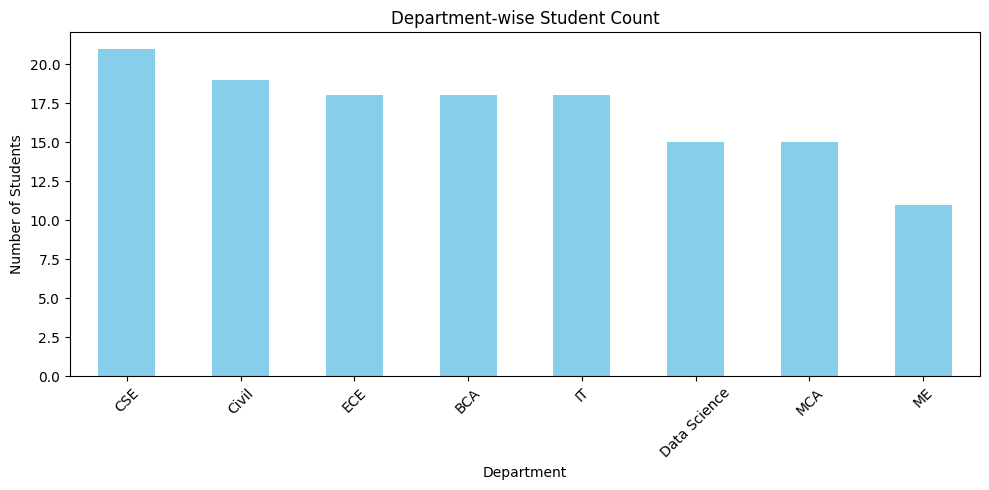 Department-wise Student Count
Number of Students
20.0
17.5
15.0
12.5
10.0
7.5
5.0
2.5
0.0
CSE
Civil
ECE
BCA
IT
Data Science
MCA
ME
Department